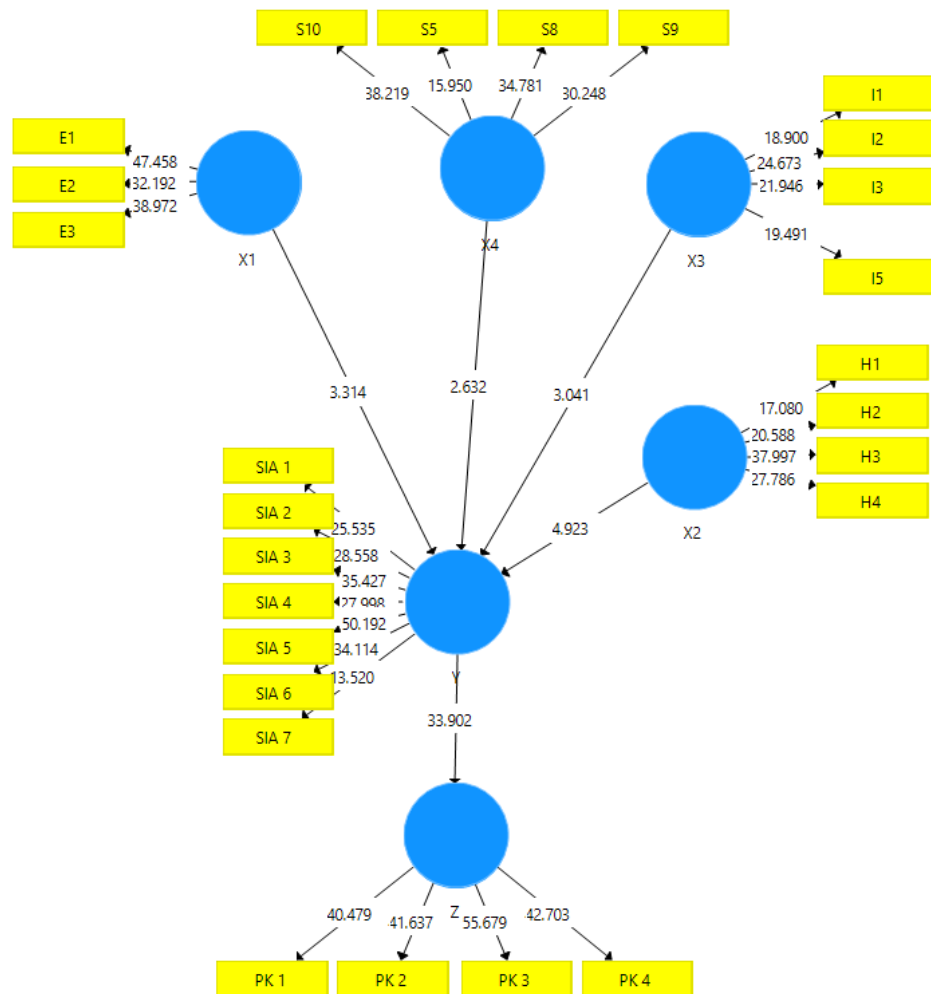 S10 S5 S8 S9
38.219 15.950 34.781 30.248
E1
E2
E3
47.458
32.192
38.972
X1
X4
X3
I1
I2
I3
I5
18.900
24.673
21.946
19.491
3.314
2.632
3.041
H1
H2
H3
H4
17.080
20.588
37.997
27.786
X2
4.923
SIA 1
SIA 2
SIA 3
SIA 4
SIA 5
SIA 6
SIA 7
25.535
28.558
35.427
27.998
50.192
34.114
13.520
Y
33.902
Z
40.479 41.637 55.679 42.703
PK 1 PK 2 PK 3 PK 4